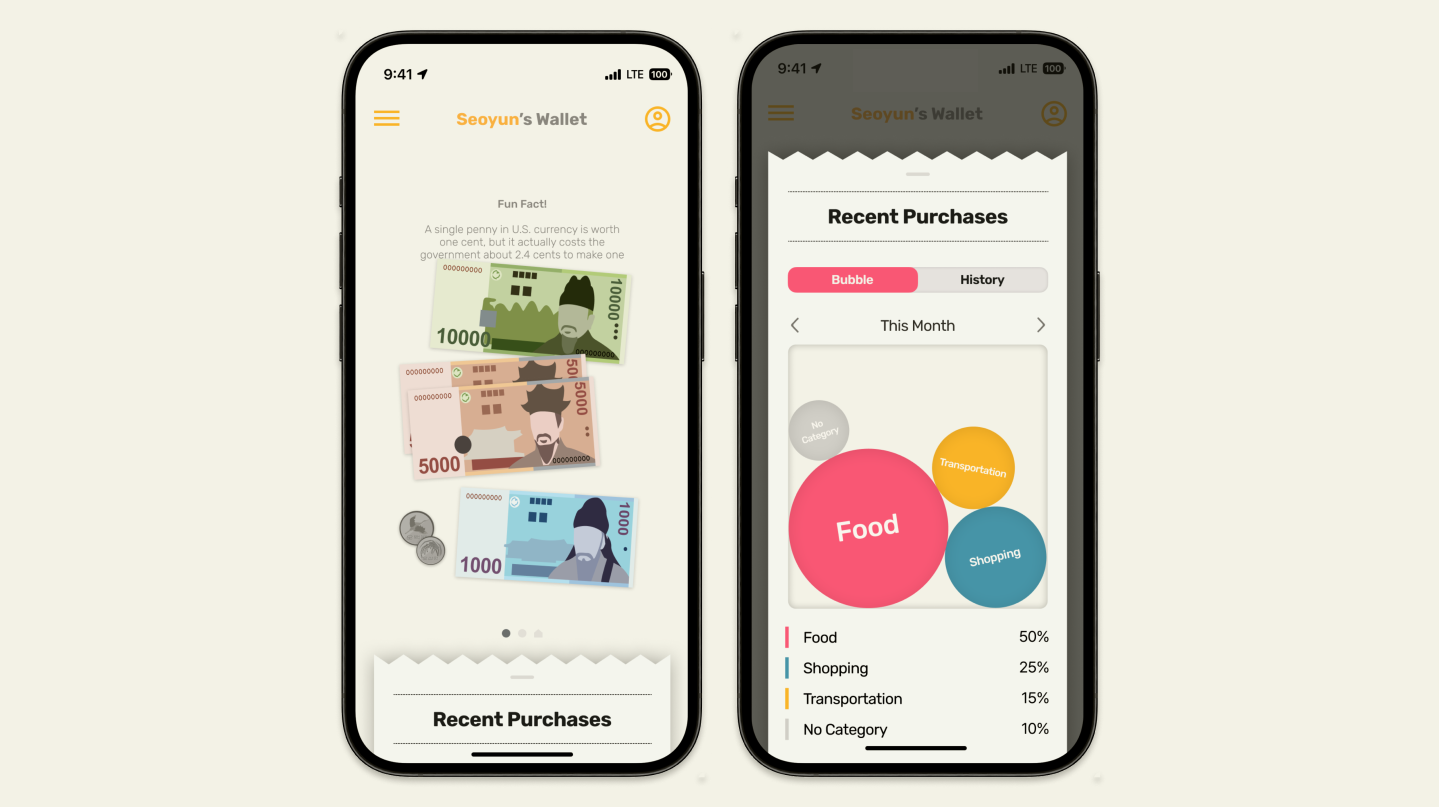 9:41
LTE 100
Seoyun's Wallet
Fun Fact!
A single penny in U.S. currency is worth
one cent, but it actually costs the
government about 2.4 cents to make one
000000000
10000
10000
000000000
000000000
50
000000000
5000
5000
000000000
000000000
1000
1000
Recent Purchases
9:41
LTE 100
Seoyun's Wallet
Recent Purchases
Bubble
History
This Month
No
Category
Transportation
Food
Shopping
Food 50%
Shopping 25%
Transportation 15%
No Category 10%